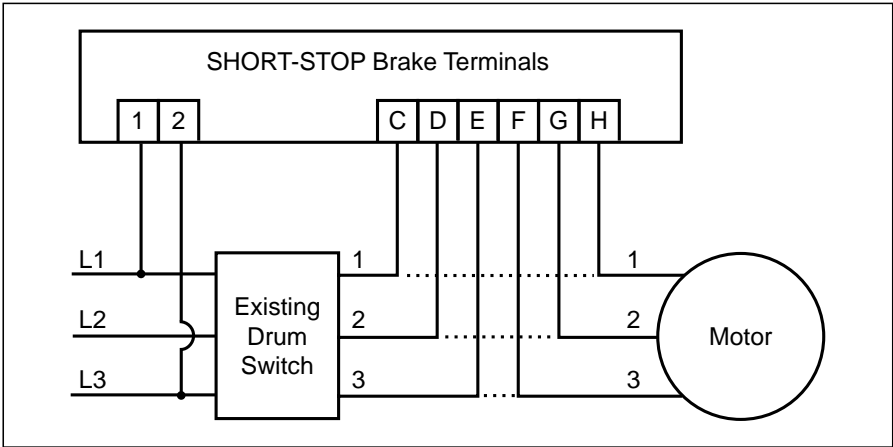 SHORT-STOP Brake Terminals
1 2 C D E F G H
L1 1 1
L2 2 2
L3 3 3
Existing
Drum
Switch
Motor